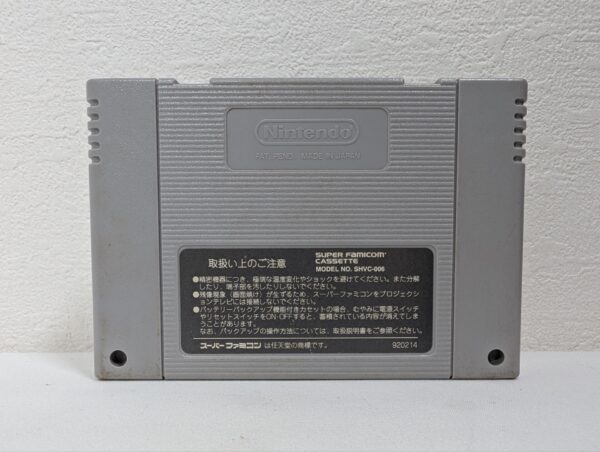 Nintendo
PAT. PEND. MADE IN JAPAN
取扱い上のご注意
SUPER FAMICOM
CASSETTE
MODEL NO. SHVC-006
●精密機器につき、極端な温度変化やショックを避けてください。また分解
したり、端子部を汚したりしないでください。
●残像現象(画面焼け)が生ずるため、スーパーファミコンをプロジェクショ
ンテレビには接続しないでください。
●バッテリーバックアップ機能付きカセットの場合、むやみに電源スイッチ
やリセットスイッチをON·OFFすると、蓄積されている内容が消えてしま
うことがあります。
なお、バックアップの操作方法については、取扱説明書をご参照ください。
スーパーファミコン は任天堂の商標です。 920214